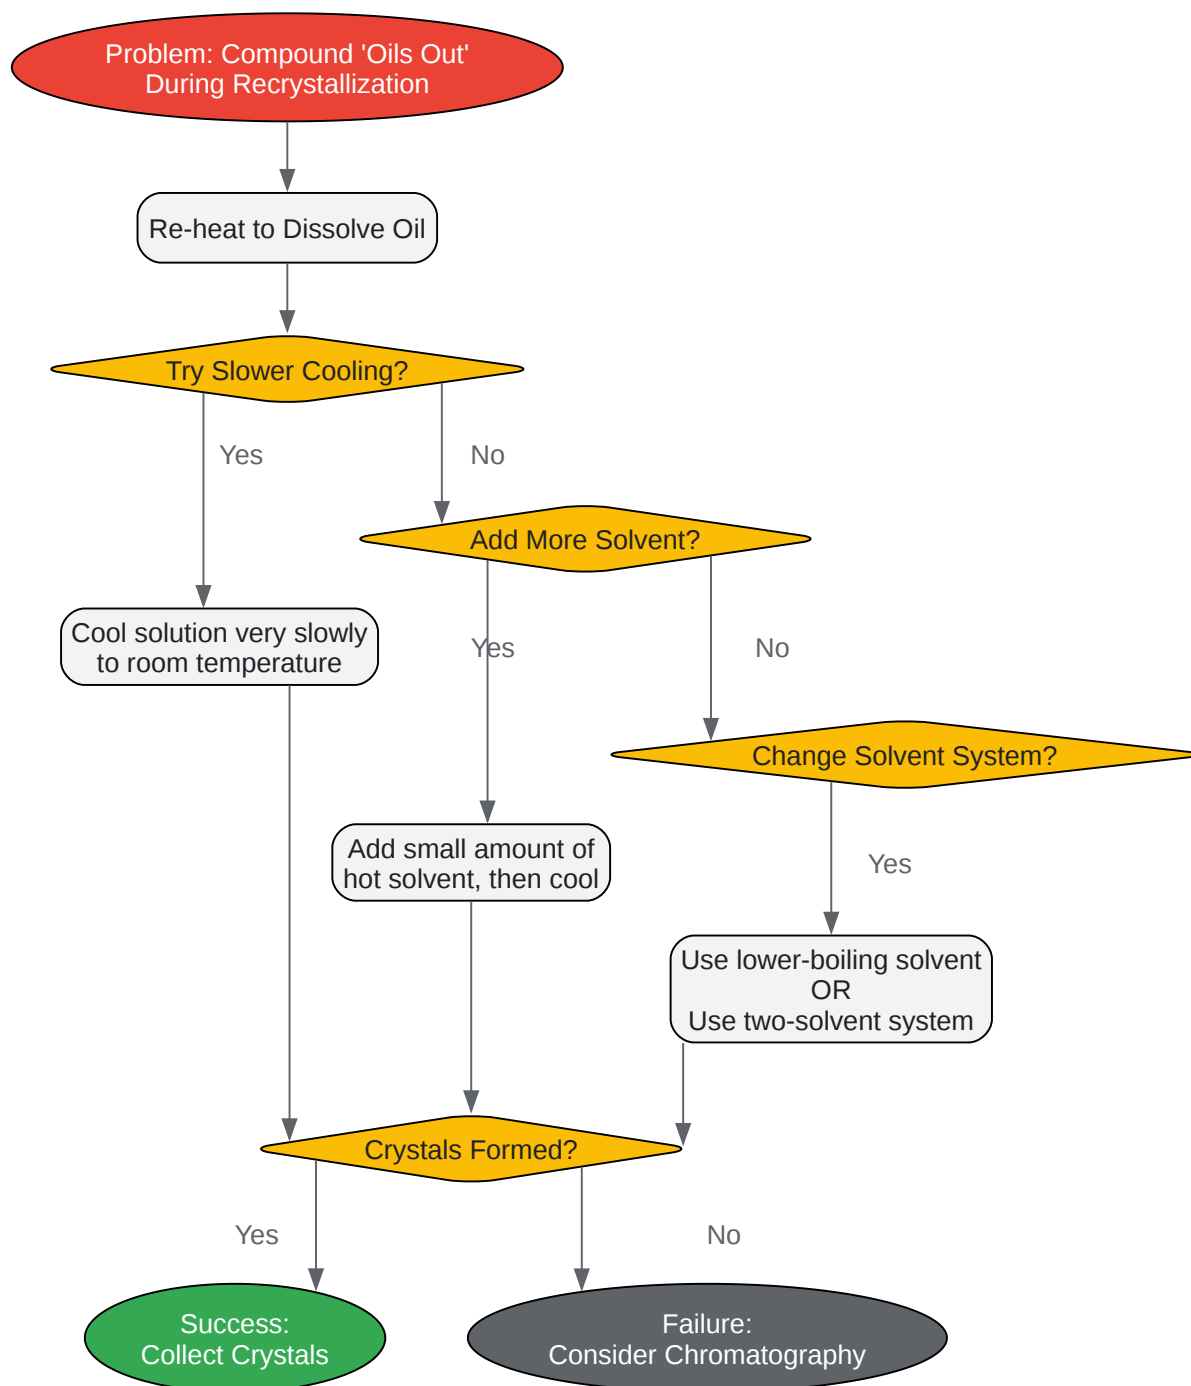 Problem: Compound 'Oils Out'
During Recrystallization
Re-heat to Dissolve Oil
Try Slower Cooling?
Yes
No
Add More Solvent?
Cool solution very slowly
to room temperature
Yes
No
Change Solvent System?
Add small amount of
hot solvent, then cool
Yes
Use lower-boiling solvent
OR
Use two-solvent system
Crystals Formed?
Yes
No
Success:
Collect Crystals
Failure:
Consider Chromatography